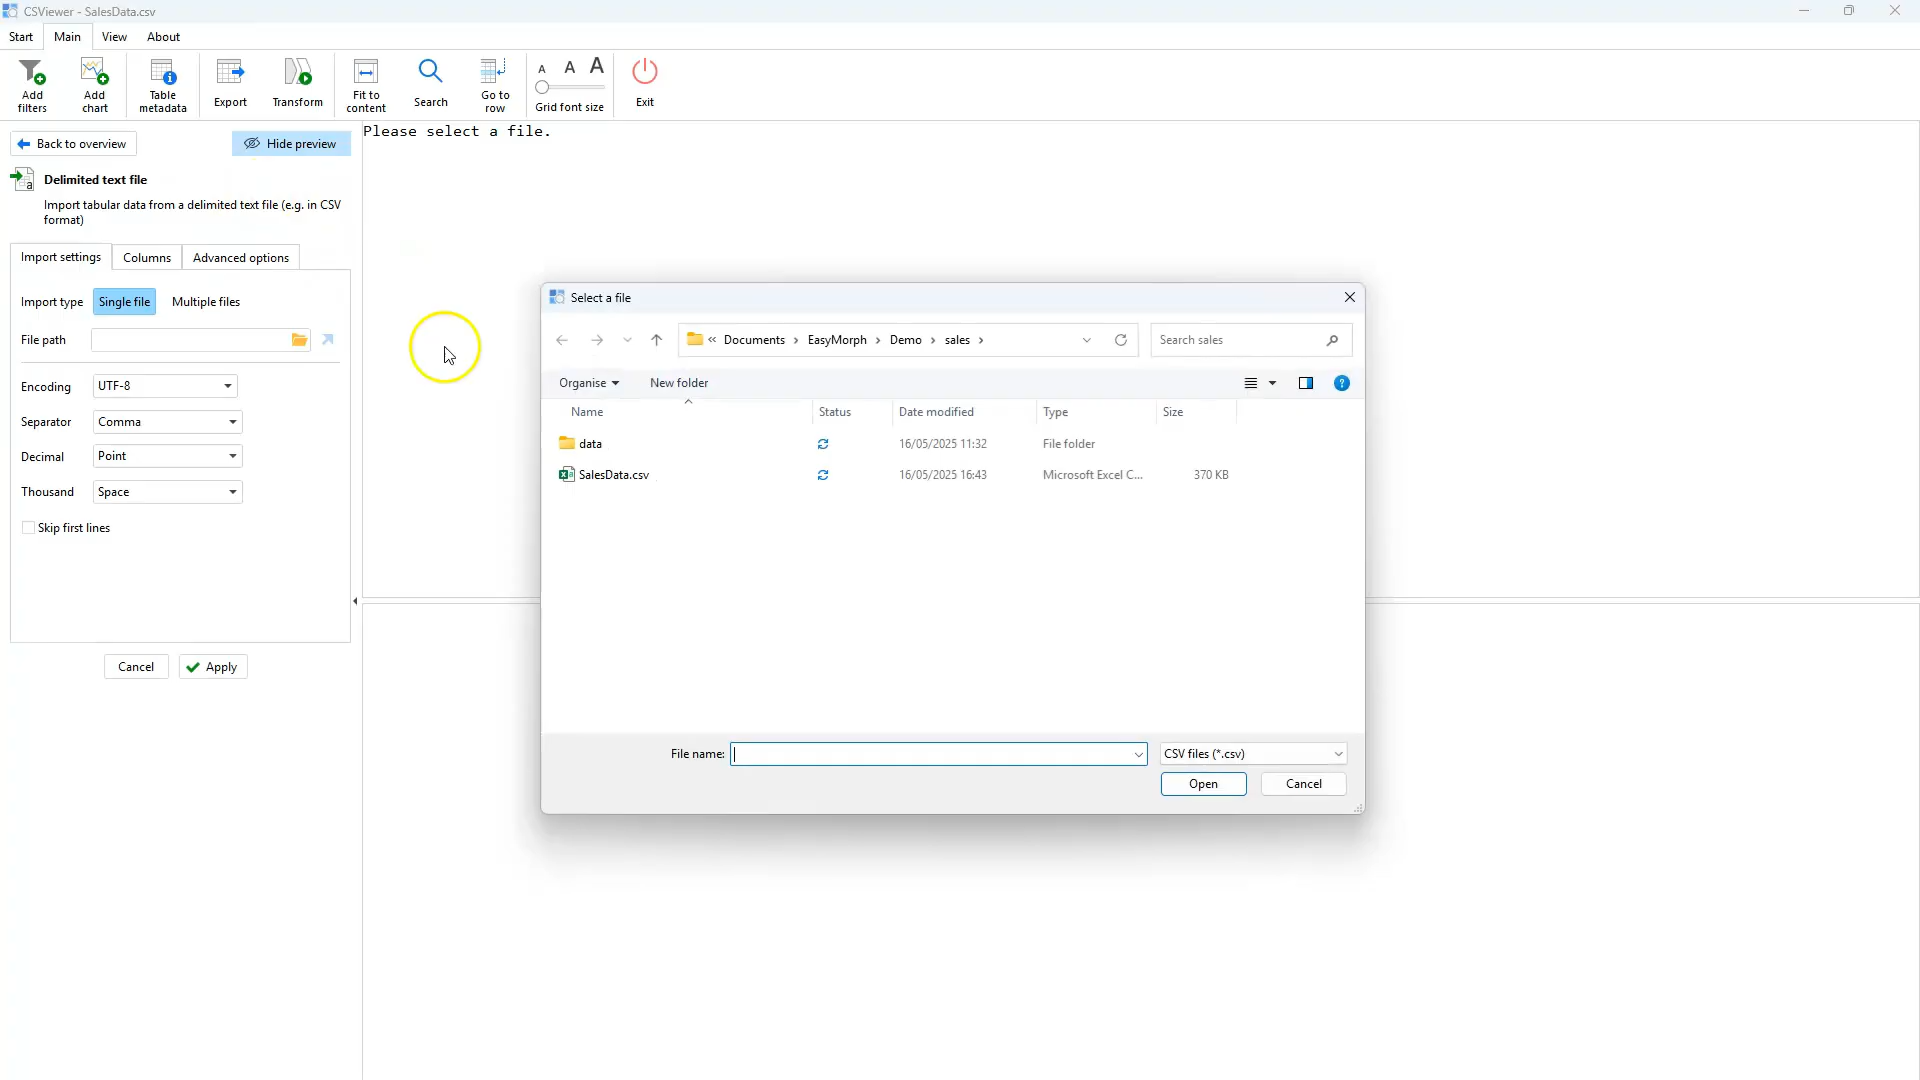 CSViewer - SalesData.csv
Start
Main
View
About
Add
filters
Add
chart
Table
metadata
Export
Transform
Fit to
content
Search
Go to
row
A A A
Grid font size
Exit
Back to overview
Hide preview
Please select a file.
Delimited text file
Import tabular data from a delimited text file (e.g. in CSV
format)
Import settings
Columns
Advanced options
Import type
Single file
Multiple files
File path
Encoding
UTF-8
Separator
Comma
Decimal
Point
Thousand
Space
Skip first lines
Cancel
Apply
Select a file
« Documents › EasyMorph › Demo › sales ›
Search sales
Organise
New folder
?
Name
Status
Date modified
Type
Size
data
16/05/2025 11:32
File folder
SalesData.csv
16/05/2025 16:43
Microsoft Excel C...
370 KB
File name:
CSV files (*.csv)
Open
Cancel